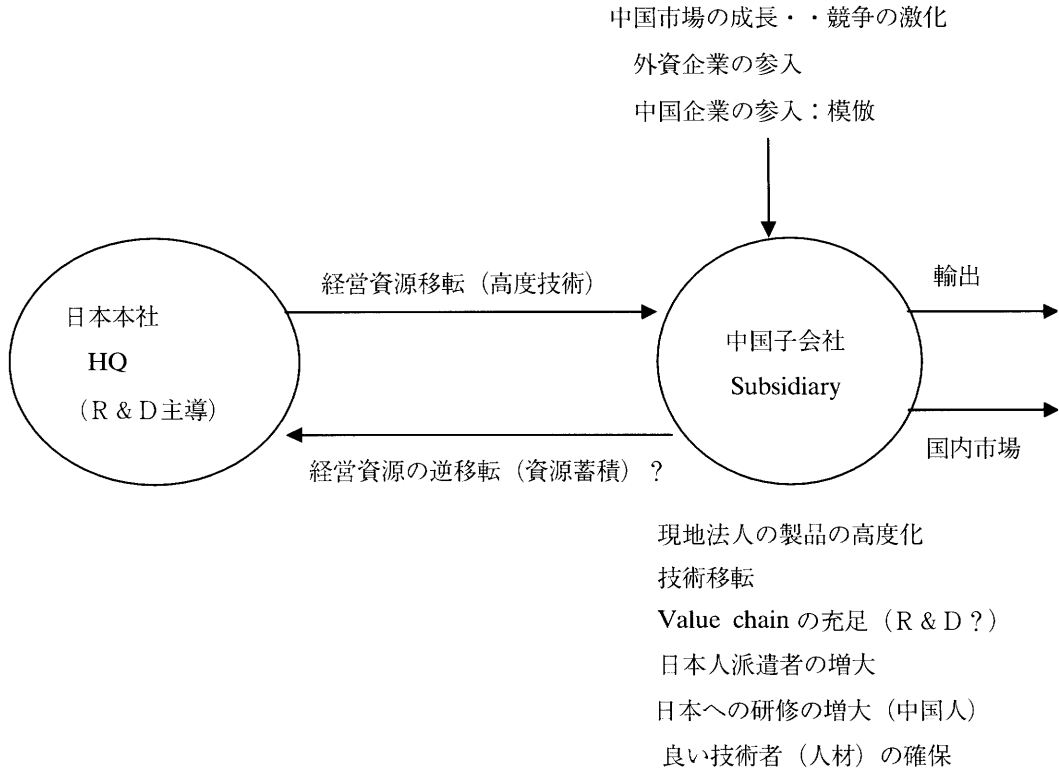 中国市場の成長・・競争の激化
外資企業の参入
中国企業の参入：模倣
経営資源移転（高度技術）
輸出
日本本社
HQ
（Ｒ＆Ｄ主導）
中国子会社
Subsidiary
国内市場
経営資源の逆移転（資源蓄積）？
現地法人の製品の高度化
技術移転
Value chain の充足（Ｒ＆Ｄ？）
日本人派遣者の増大
日本への研修の増大（中国人）
良い技術者（人材）の確保